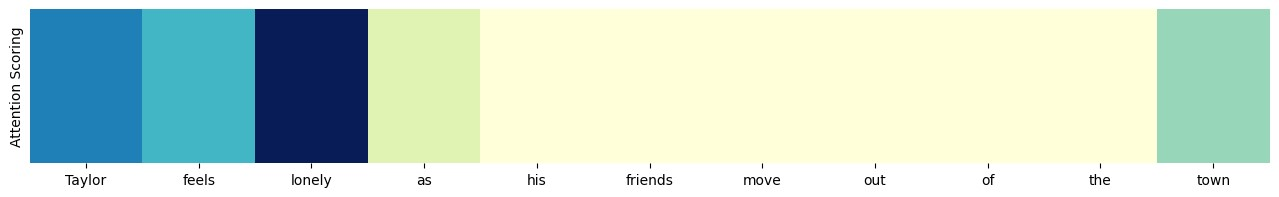 Attention Scoring
Taylor feels lonely as his friends move out of the town